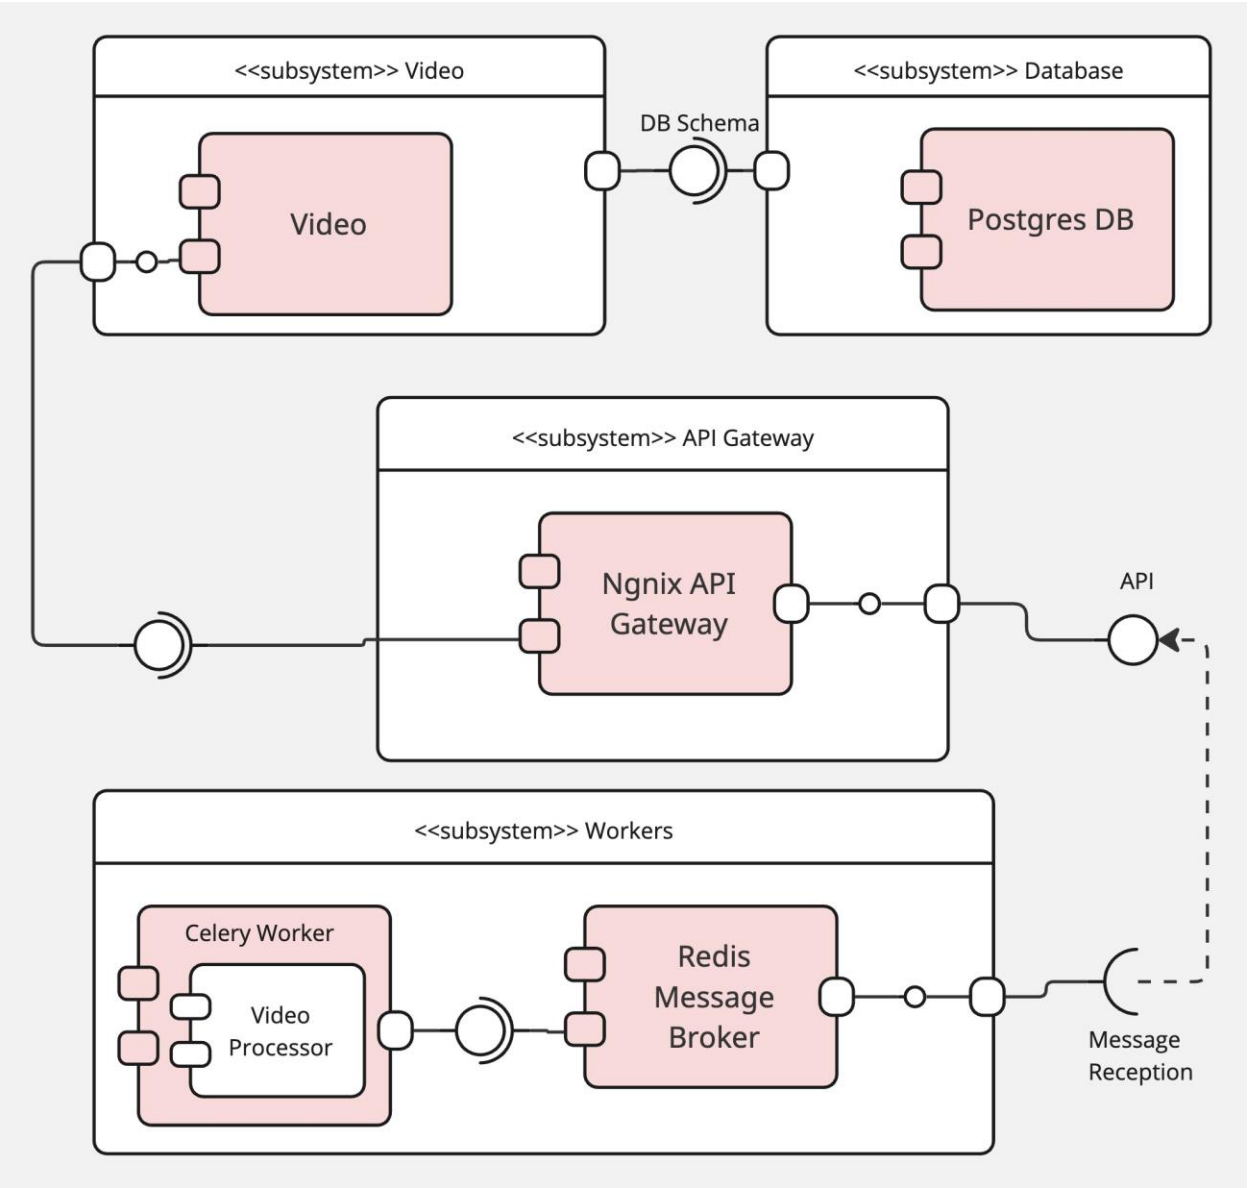 <<subsystem>> Video
<<subsystem>> Database
DB Schema
Video
Postgres DB
<<subsystem>> API Gateway
Ngnix API
Gateway
API
<<subsystem>> Workers
Celery Worker
Video
Processor
Redis
Message
Broker
Message
Reception